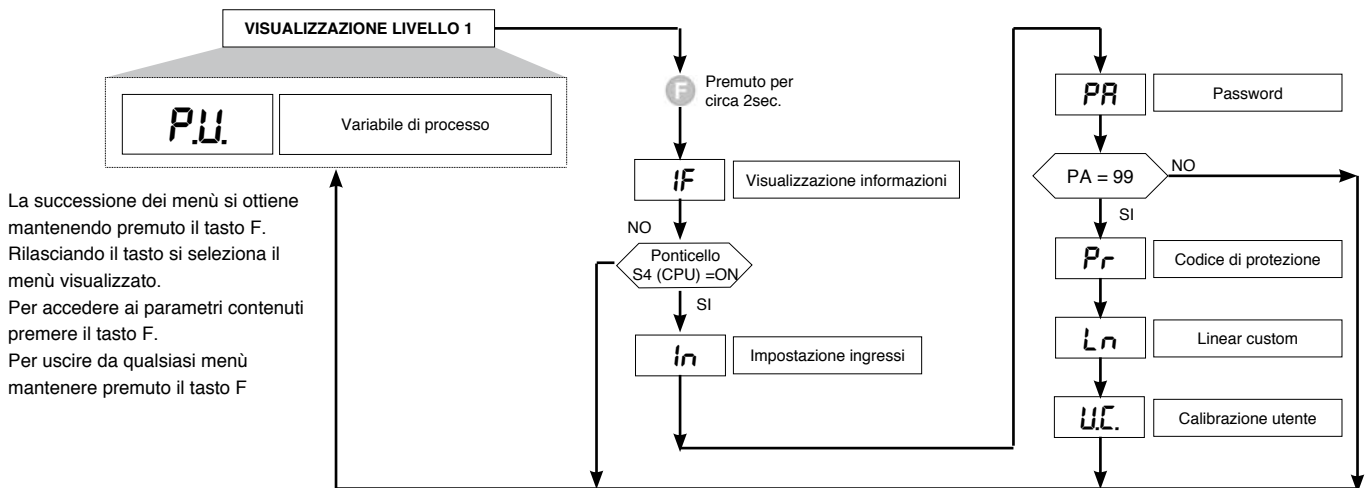 VISUALIZZAZIONE LIVELLO 1
P.V.
Variabile di processo
La successione dei menù si ottiene
mantenendo premuto il tasto F.
Rilasciando il tasto si seleziona il
menù visualizzato.
Per accedere ai parametri contenuti
premere il tasto F.
Per uscire da qualsiasi menù
mantenere premuto il tasto F
F
Premuto per
circa 2sec.
IF
Visualizzazione informazioni
NO
Ponticello
S4 (CPU) =ON
SI
In
Impostazione ingressi
PA
Password
PA = 99
NO
SI
Pr
Codice di protezione
Ln
Linear custom
U.C.
Calibrazione utente